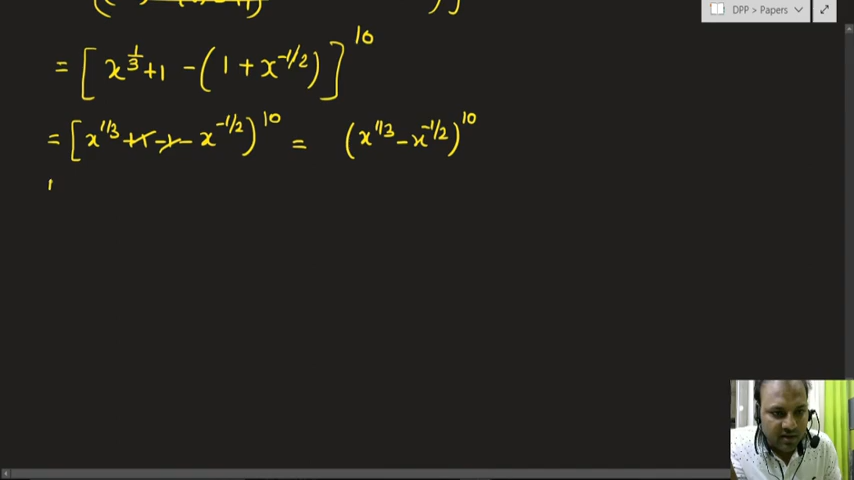 DPP > Papers
= [x^{1/3} + 1 - (1 + x^{-1/2})]^{10}
= [x^{1/3} + 1 - 1 - x^{-1/2})^{10} = (x^{1/3} - x^{-1/2})^{10}